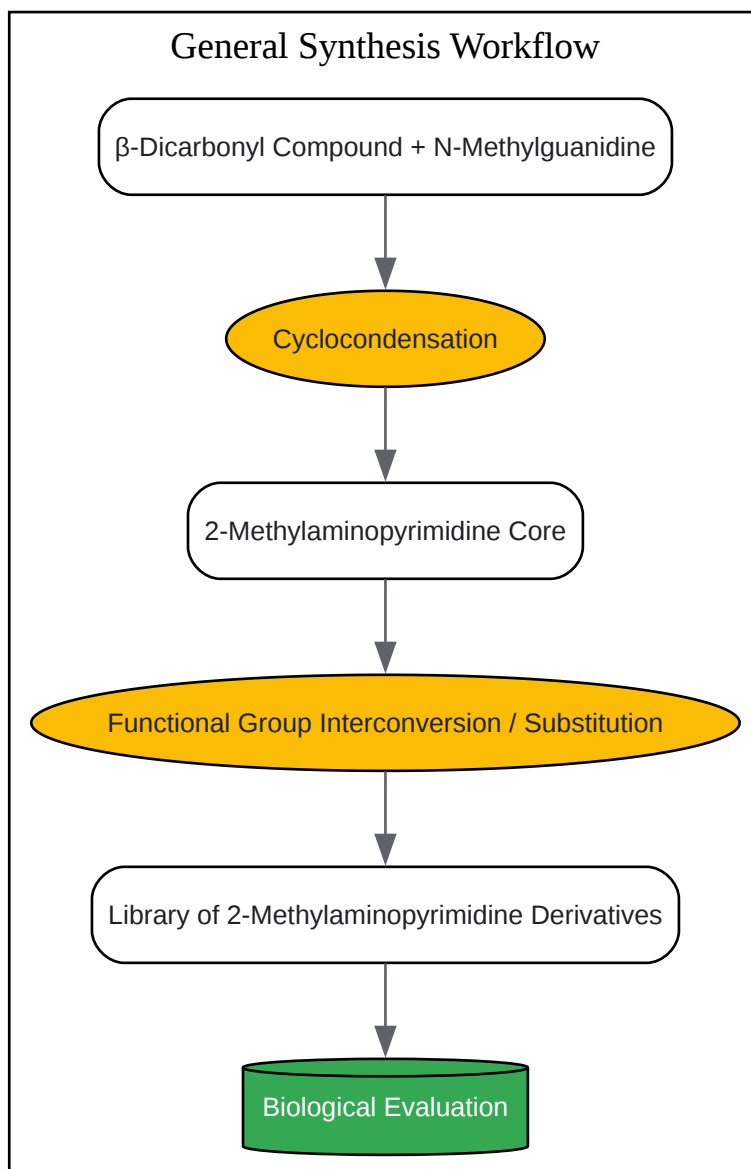 General Synthesis Workflow
β-Dicarbonyl Compound + N-Methylguanidine
Cyclocondensation
2-Methylaminopyrimidine Core
Functional Group Interconversion / Substitution
Library of 2-Methylaminopyrimidine Derivatives
Biological Evaluation